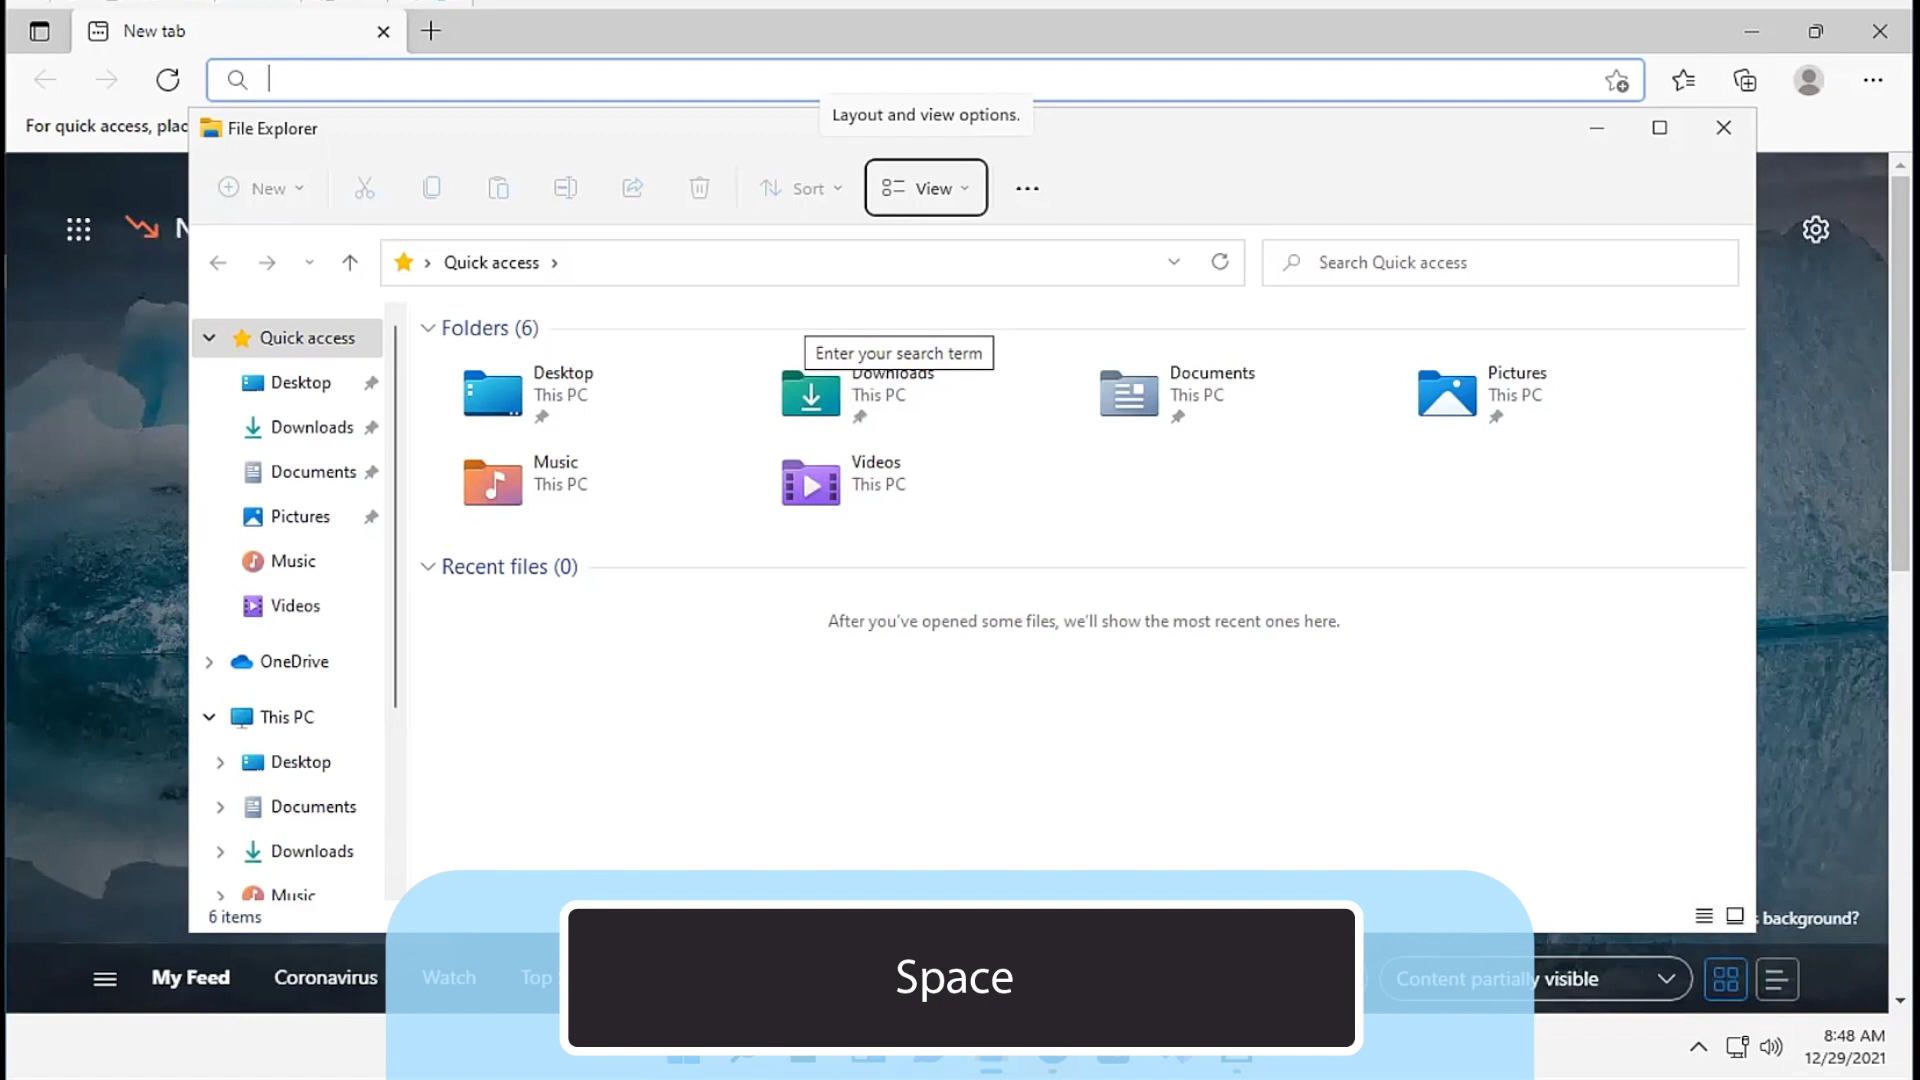 New tab
Layout and view options.
For quick access, plac
File Explorer
New
Sort
View
N
Quick access
Search Quick access
Quick access
Folders (6)
Enter your search term
Desktop
This PC
Downloads
This PC
Documents
This PC
Pictures
This PC
Music
This PC
Videos
This PC
Desktop
Downloads
Documents
Pictures
Music
Videos
Recent files (0)
After you've opened some files, we'll show the most recent ones here.
OneDrive
This PC
Desktop
Documents
Downloads
Music
6 items
background?
My Feed
Coronavirus
Watch
Top
Space
Content partially visible
8:48 AM
12/29/2021